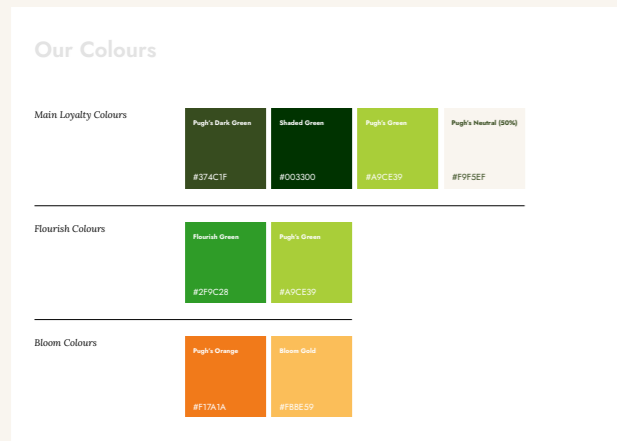 Our Colours
Main Loyalty Colours
Pugh's Dark Green
Shaded Green
Pugh's Green
Pugh's Neutral (50%)
#374C1F
#003300
#A9CE39
#F9F5EF
Flourish Colours
Flourish Green
Pugh's Green
#2F9C28
#A9CE39
Bloom Colours
Pugh's Orange
Bloom Gold
#F17A1A
#FBBE59